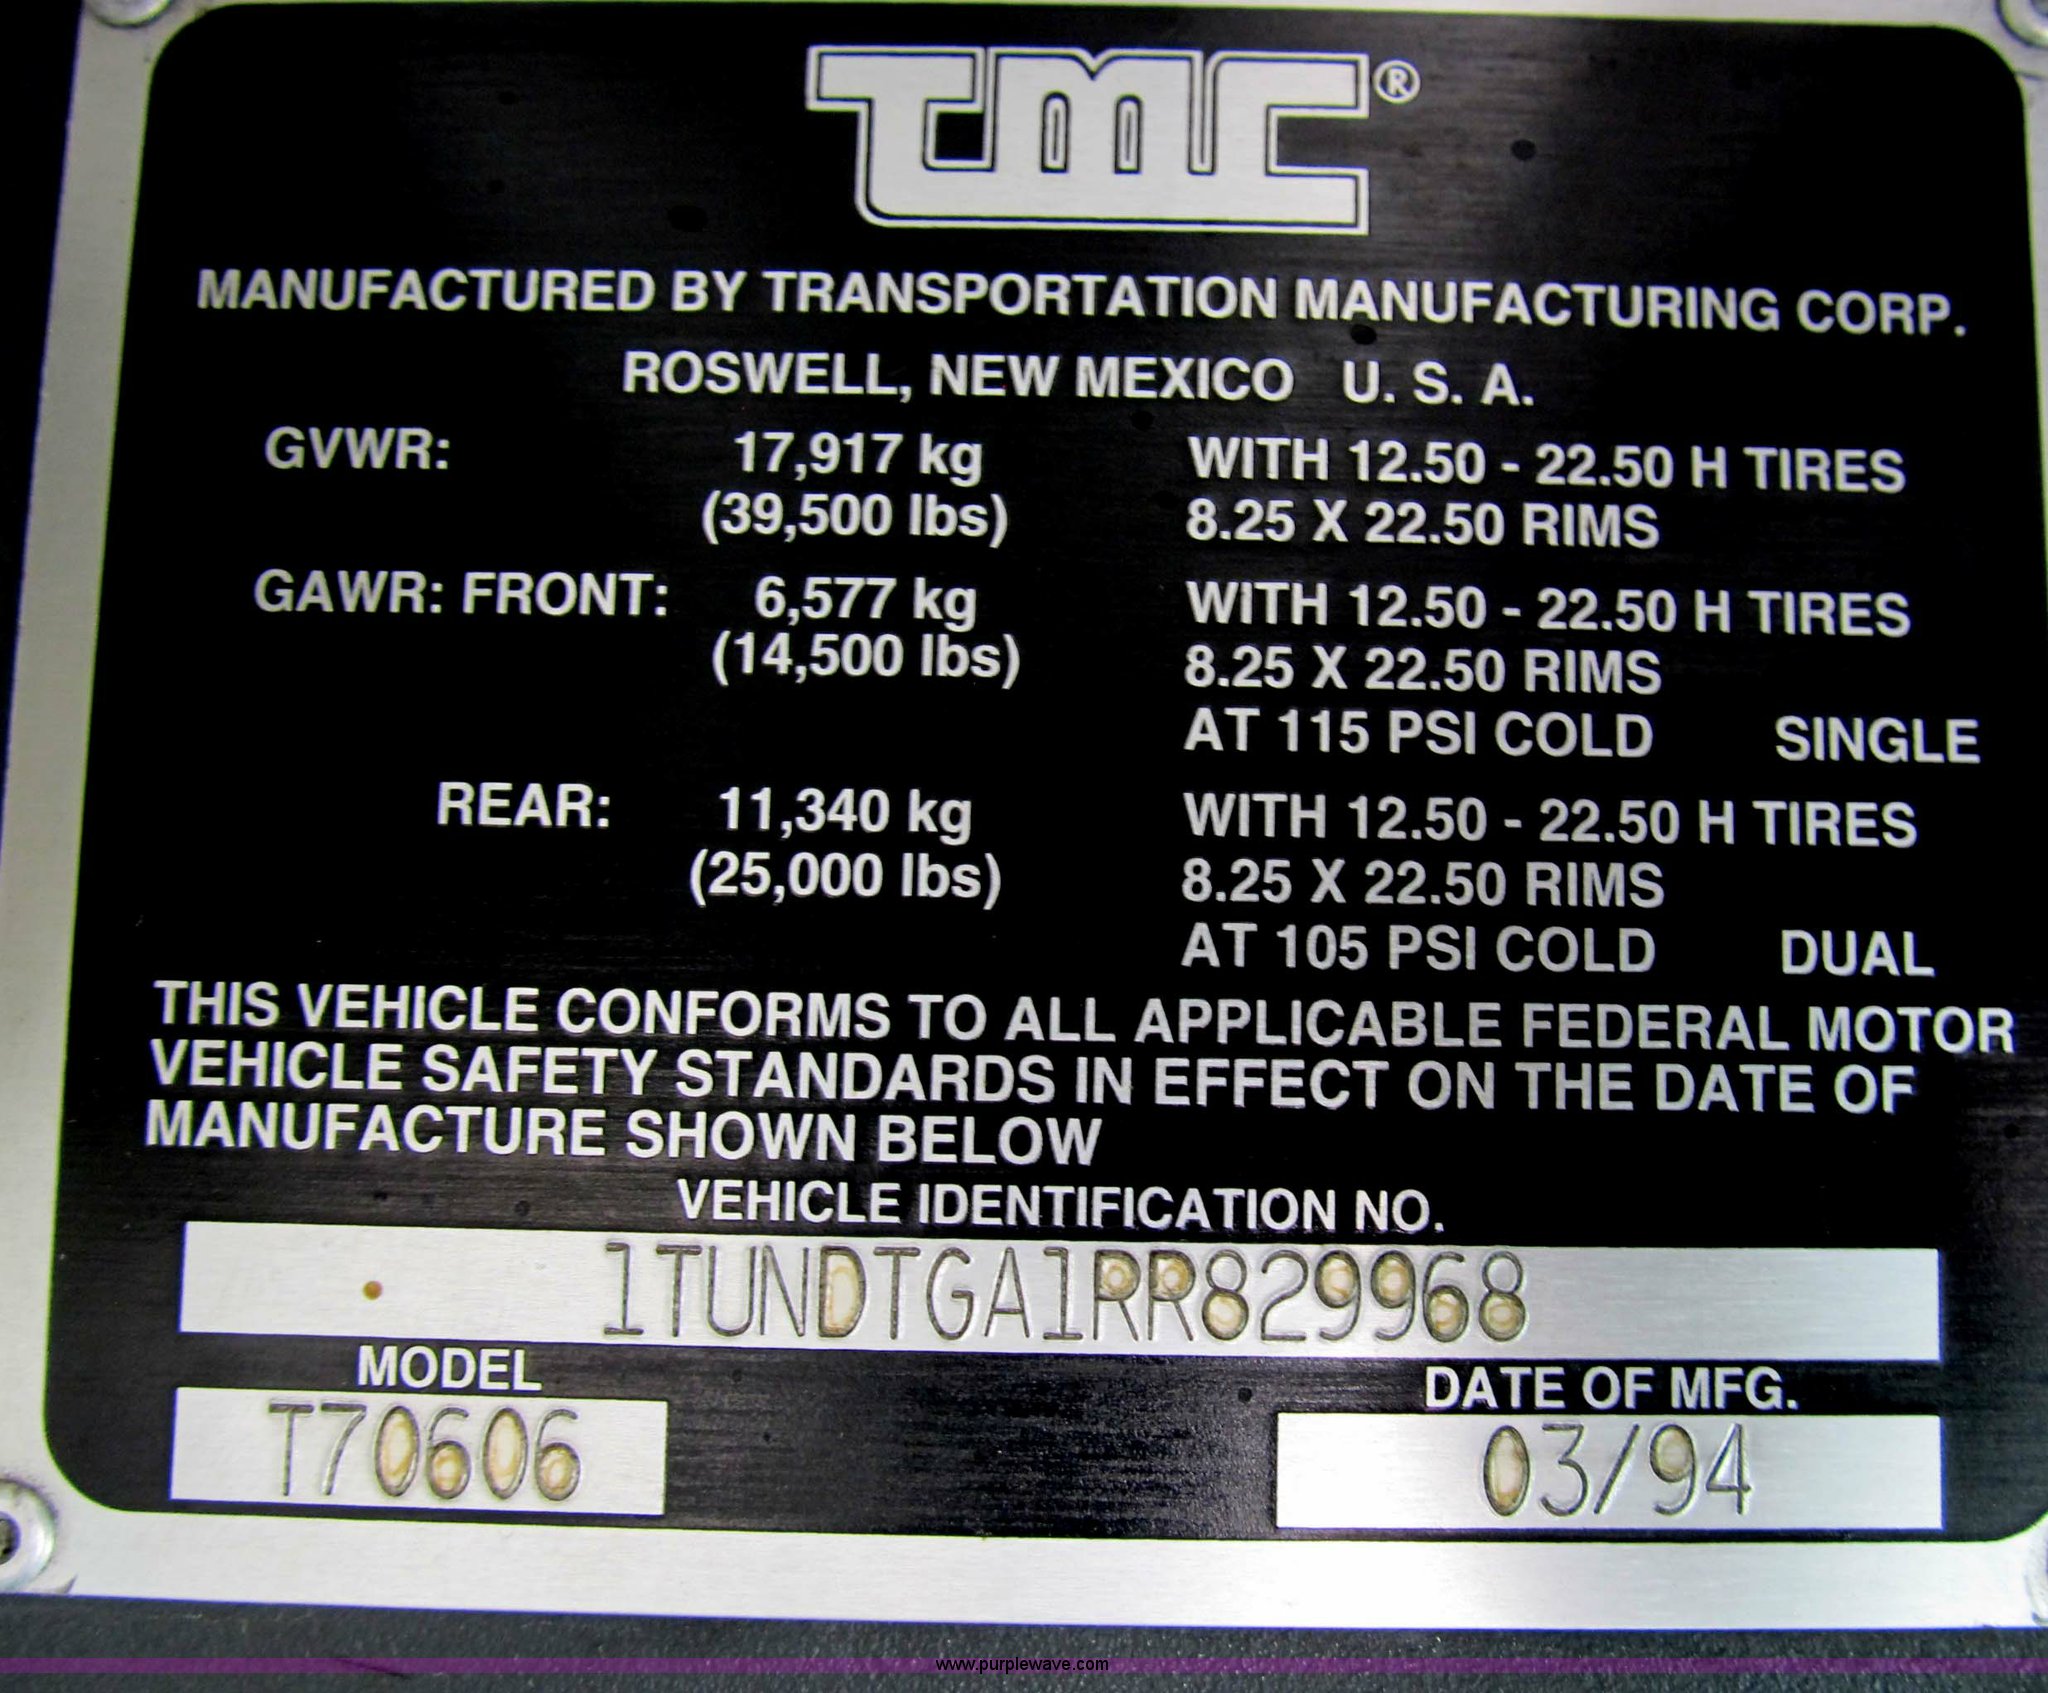 TMC®
MANUFACTURED BY TRANSPORTATION MANUFACTURING CORP.
ROSWELL, NEW MEXICO U. S. A.
GVWR: 17,917 kg WITH 12.50 - 22.50 H TIRES
(39,500 lbs) 8.25 X 22.50 RIMS
GAWR: FRONT: 6,577 kg WITH 12.50 - 22.50 H TIRES
(14,500 lbs) 8.25 X 22.50 RIMS
AT 115 PSI COLD SINGLE
REAR: 11,340 kg WITH 12.50 - 22.50 H TIRES
(25,000 lbs) 8.25 X 22.50 RIMS
AT 105 PSI COLD DUAL
THIS VEHICLE CONFORMS TO ALL APPLICABLE FEDERAL MOTOR
VEHICLE SAFETY STANDARDS IN EFFECT ON THE DATE OF
MANUFACTURE SHOWN BELOW
VEHICLE IDENTIFICATION NO.
1TUNDTGA1RR829968
MODEL DATE OF MFG.
T70606 03/94
www.purplewave.com